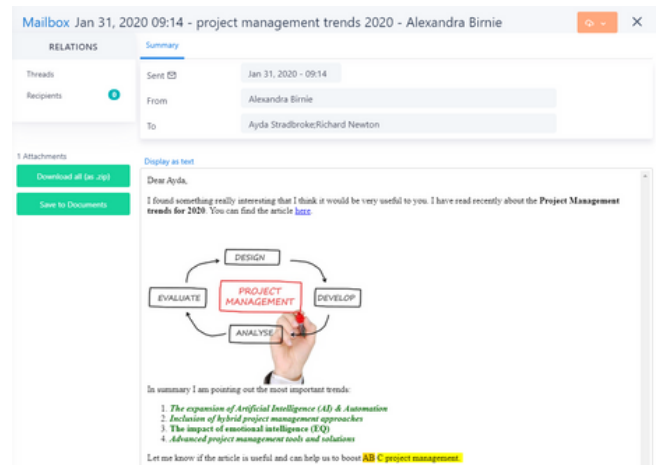 Mailbox Jan 31, 2020 09:14 - project management trends 2020 - Alexandra Birnie
RELATIONS
Summary
Threads
Recipients
Sent
Jan 31, 2020 - 09:14
From
Alexandra Birnie
To
Ayda Stradbroke;Richard Newton
1 Attachments
Download all (as .zip)
Save to Documents
Display as text
Dear Ayda,
I found something really interesting that I think it would be very useful to you. I have read recently about the Project Management
trends for 2020. You can find the article here.
DESIGN
EVALUATE
PROJECT
MANAGEMENT
DEVELOP
ANALYSE
In summary I am pointing out the most important trends:
1. The expansion of Artificial Intelligence (AI) & Automation
2. Inclusion of hybrid project management approaches
3. The impact of emotional intelligence (EQ)
4. Advanced project management tools and solutions
Let me know if the article is useful and can help us to boost AB C project management.